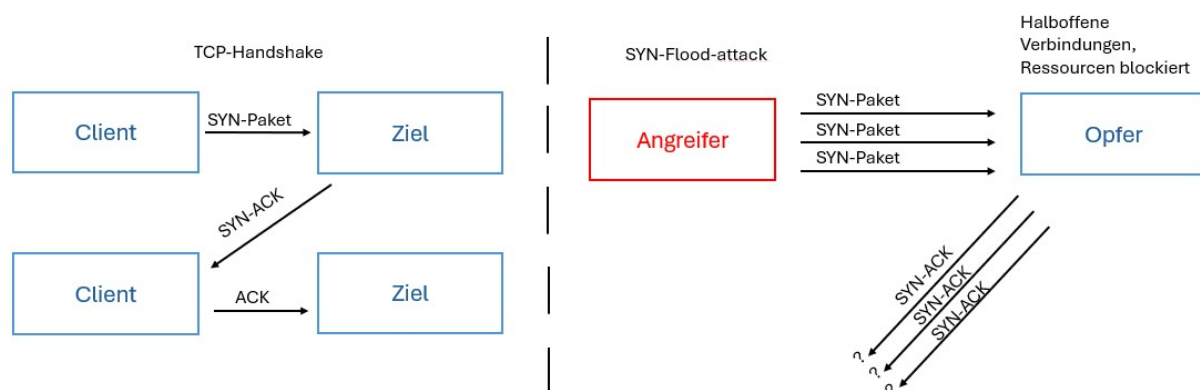 TCP-Handshake
Client
SYN-Paket
Ziel
SYN-ACK
Client
ACK
Ziel
SYN-Flood-attack
Halboffene
Verbindungen,
Ressourcen blockiert
Angreifer
SYN-Paket
SYN-Paket
SYN-Paket
Opfer
SYN-ACK
SYN-ACK
SYN-ACK
?
?
?